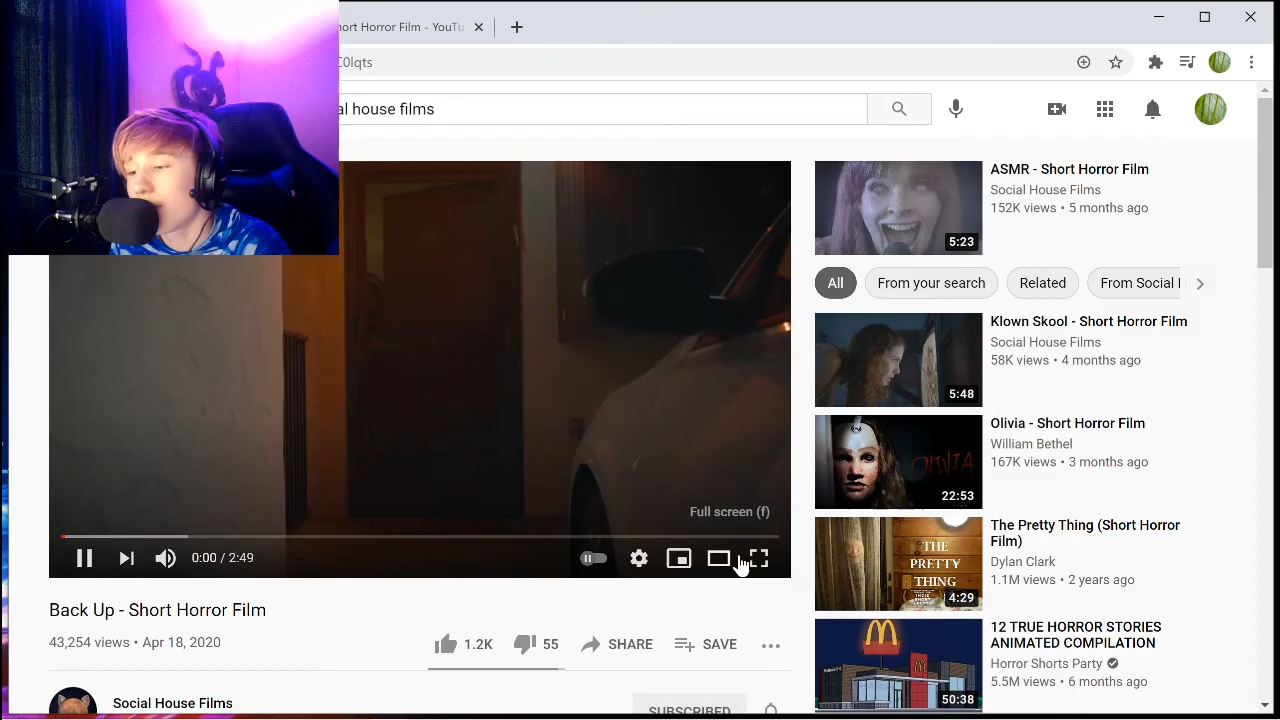 hort Horror Film - YouTu
C0lqts
al house films
Full screen (f)
0:00 / 2:49
Back Up - Short Horror Film
43,254 views • Apr 18, 2020
1.2K
55
SHARE
SAVE
Social House Films
SUBSCRIBED
5:23
ASMR - Short Horror Film
Social House Films
152K views • 5 months ago
All
From your search
Related
From Social
5:48
Klown Skool - Short Horror Film
Social House Films
58K views • 4 months ago
OLIVIA
22:53
Olivia - Short Horror Film
William Bethel
167K views • 3 months ago
THE
PRETTY
THING
4:29
The Pretty Thing (Short Horror
Film)
Dylan Clark
1.1M views • 2 years ago
50:38
12 TRUE HORROR STORIES
ANIMATED COMPILATION
Horror Shorts Party
5.5M views • 6 months ago